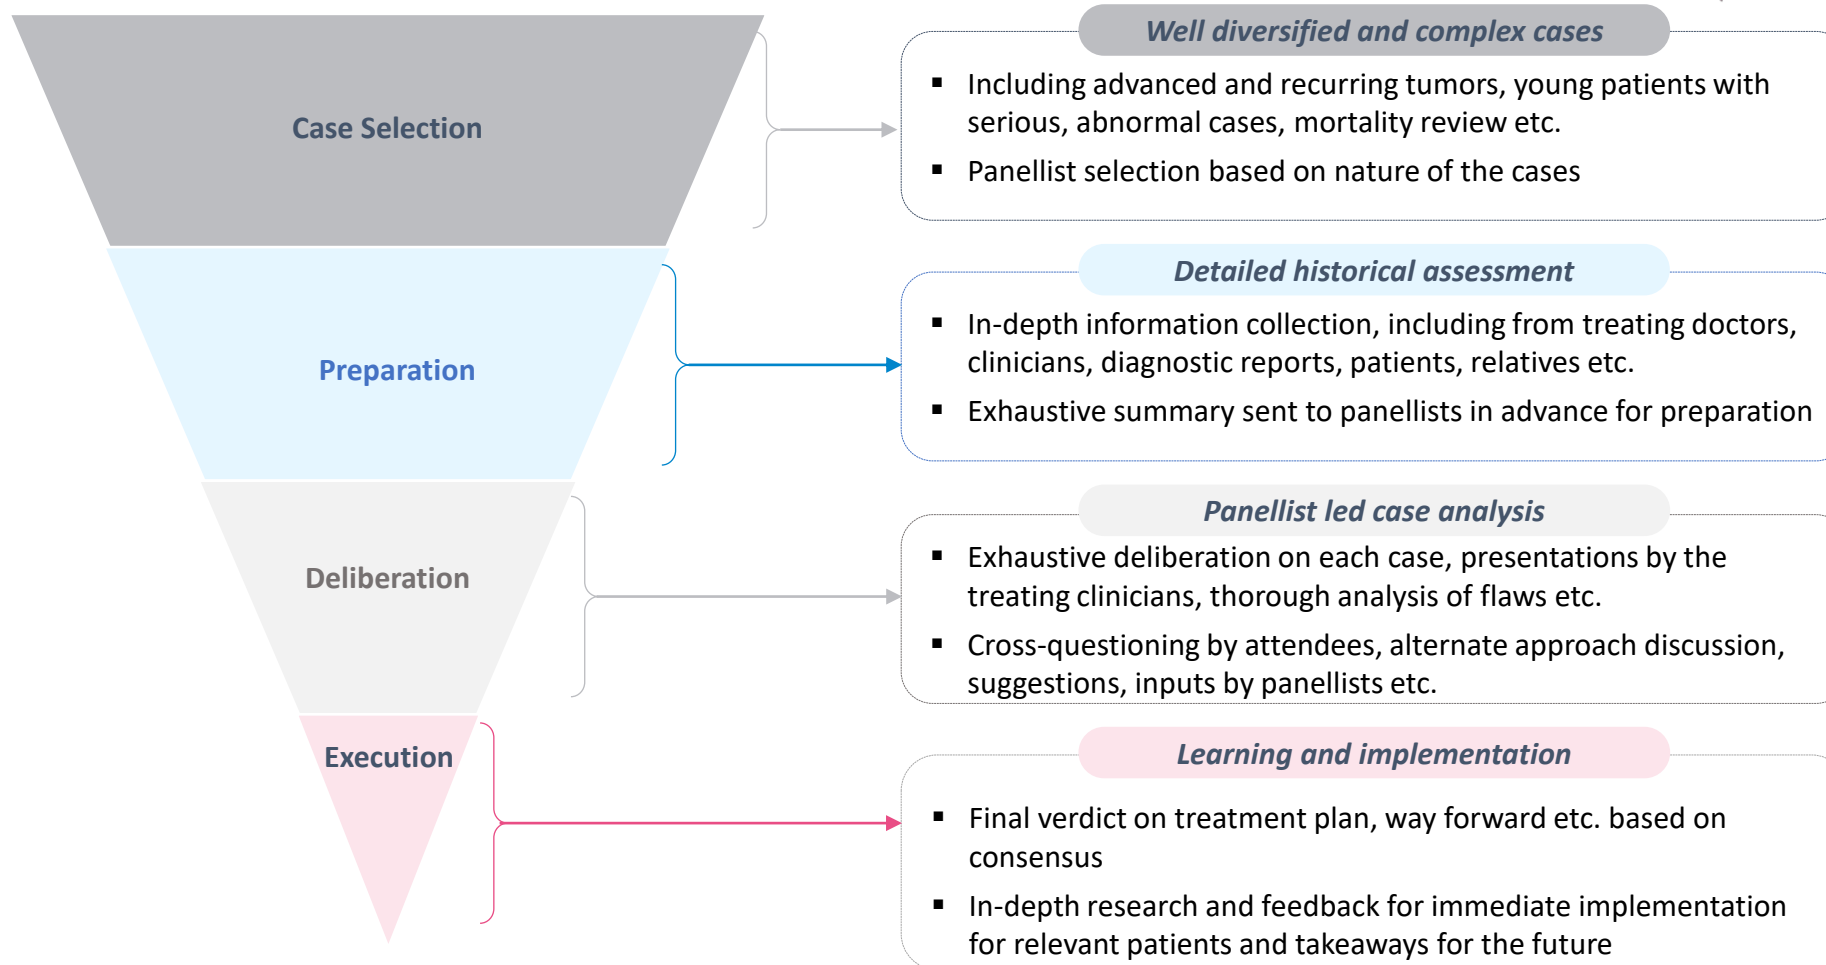 Case Selection
Well diversified and complex cases
▪ Including advanced and recurring tumors, young patients with
serious, abnormal cases, mortality review etc.
▪ Panellist selection based on nature of the cases
Preparation
Detailed historical assessment
▪ In-depth information collection, including from treating doctors,
clinicians, diagnostic reports, patients, relatives etc.
▪ Exhaustive summary sent to panellists in advance for preparation
Deliberation
Panellist led case analysis
▪ Exhaustive deliberation on each case, presentations by the
treating clinicians, thorough analysis of flaws etc.
▪ Cross-questioning by attendees, alternate approach discussion,
suggestions, inputs by panellists etc.
Execution
Learning and implementation
▪ Final verdict on treatment plan, way forward etc. based on
consensus
▪ In-depth research and feedback for immediate implementation
for relevant patients and takeaways for the future